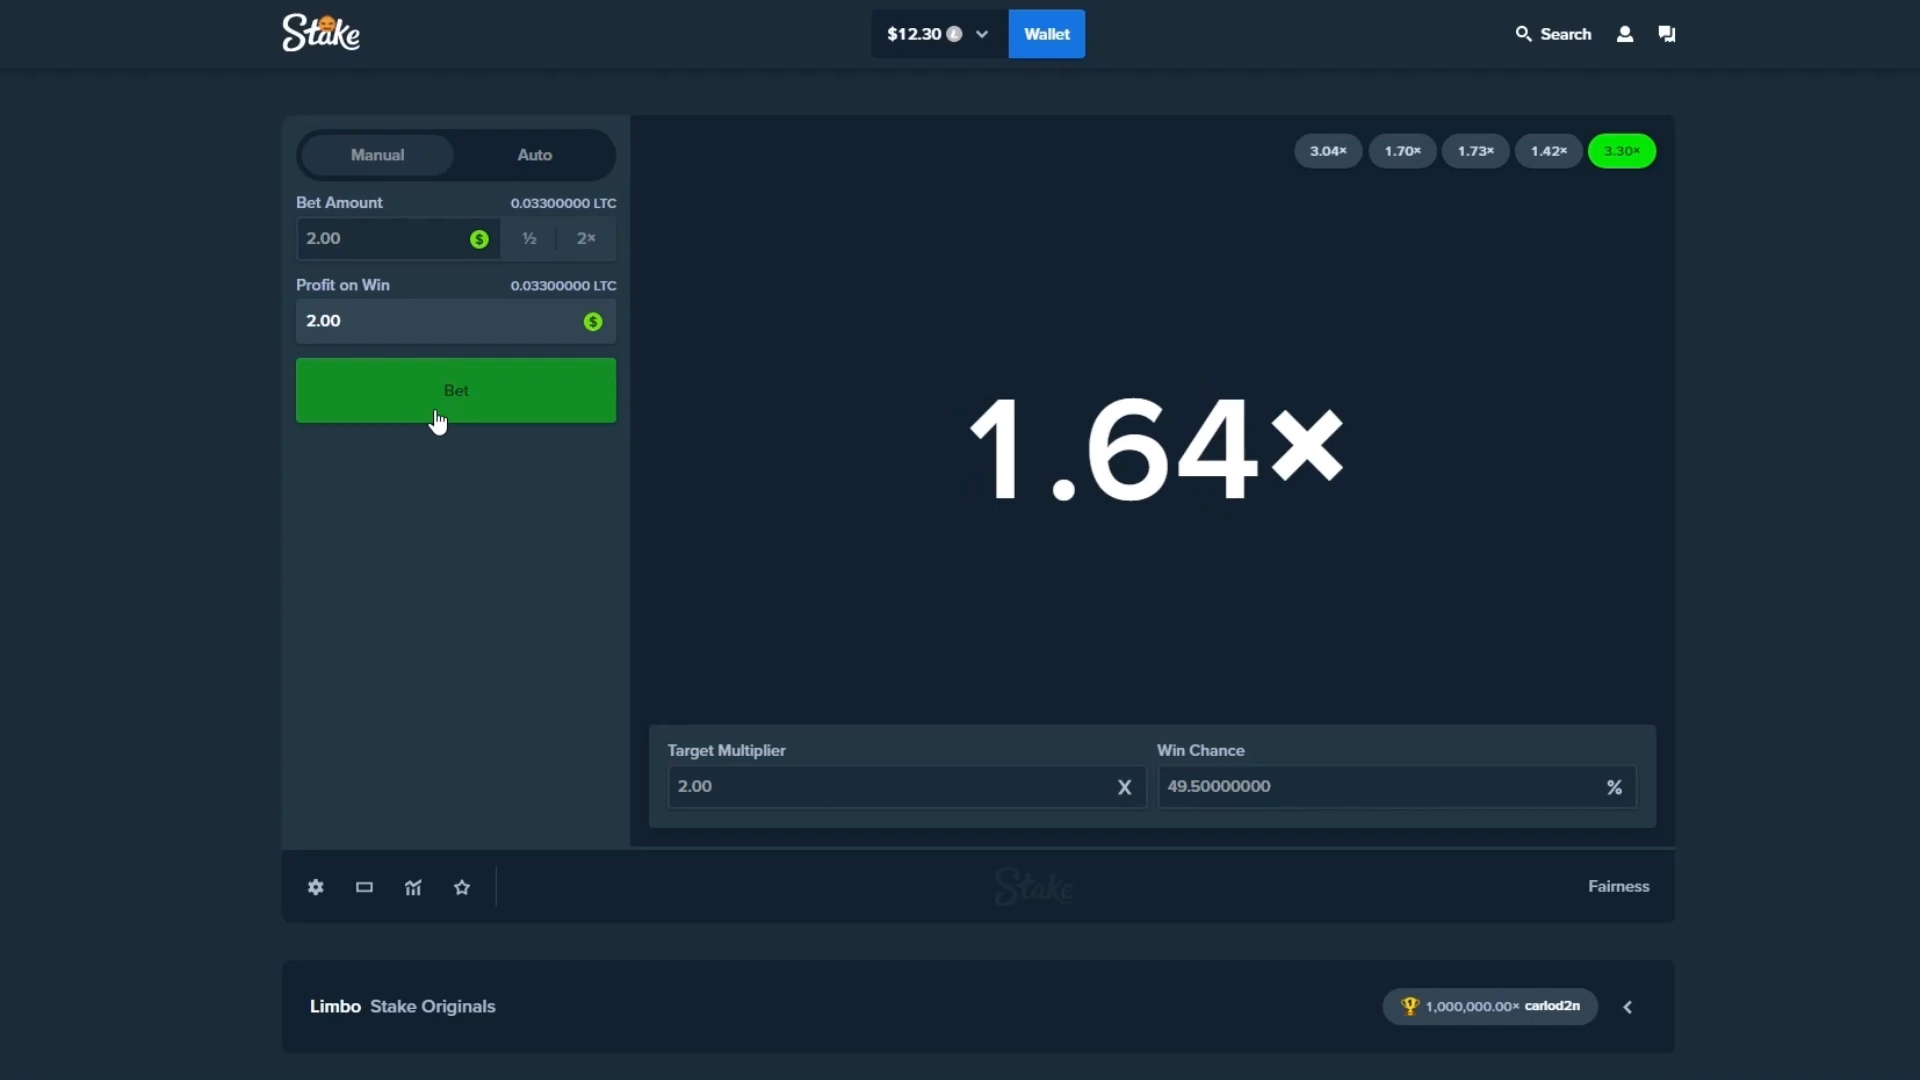 Stake
$12.30
Wallet
Search
Manual
Auto
3.04×
1.70×
1.73×
1.42×
3.30×
Bet Amount
0.03300000 LTC
2.00
$
½
2×
Profit on Win
0.03300000 LTC
2.00
$
Bet
1.64×
Target Multiplier
Win Chance
2.00
X
49.50000000
%
Stake
Fairness
Limbo Stake Originals
1,000,000.00× carlod2n